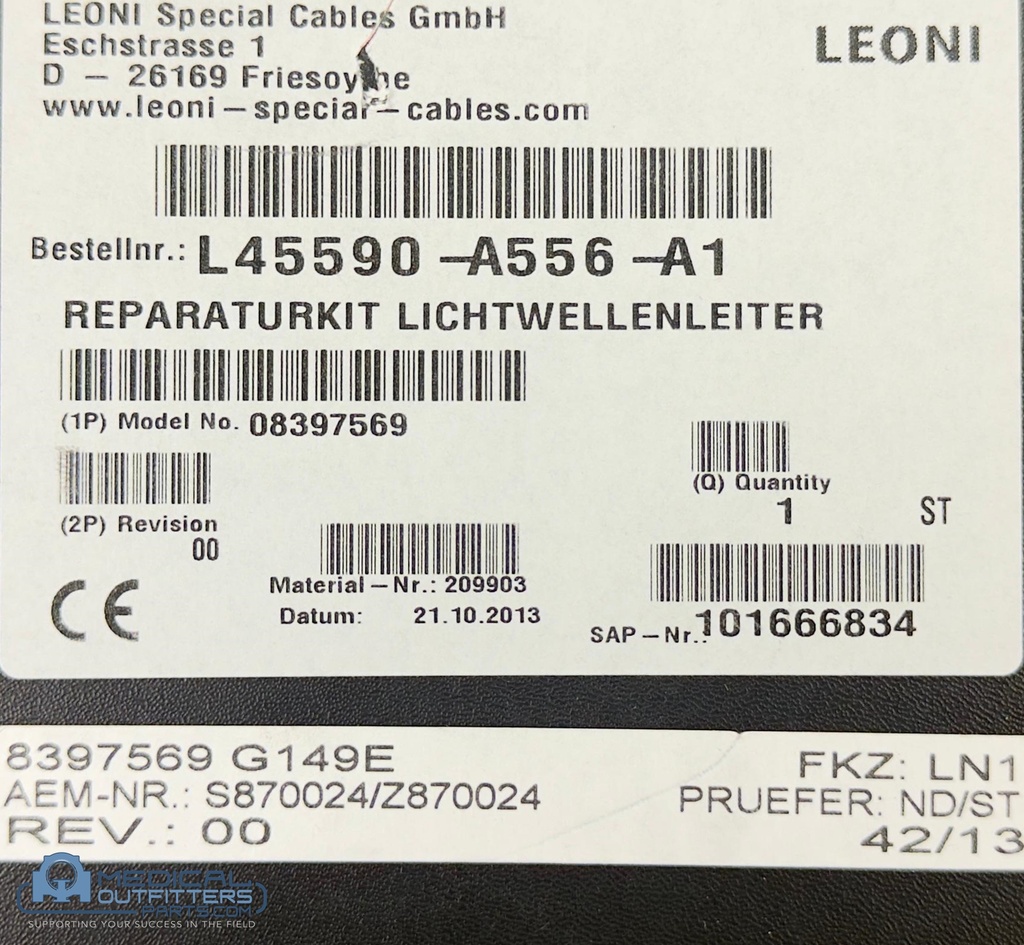 LEONI Special Cables GmbH
LEONI
Eschstrasse 1
D – 26169 Friesoythe
www.leoni-special-cables.com
Bestellnr.: L45590-A556-A1
REPARATURKIT LICHTWELLENLEITER
(1P) Model No. 08397569
(Q) Quantity
1 ST
(2P) Revision
00
Material-Nr.: 209903
Datum: 21.10.2013
SAP-Nr.: 101666834
CE
8397569 G149E
AEM-NR.: S870024/Z870024
REV.: 00
FKZ: LN1
PRUEFER: ND/ST
42/13
MEDICAL
OUTFITTERS
PARTS.COM
SUPPORTING YOUR SUCCESS IN THE FIELD